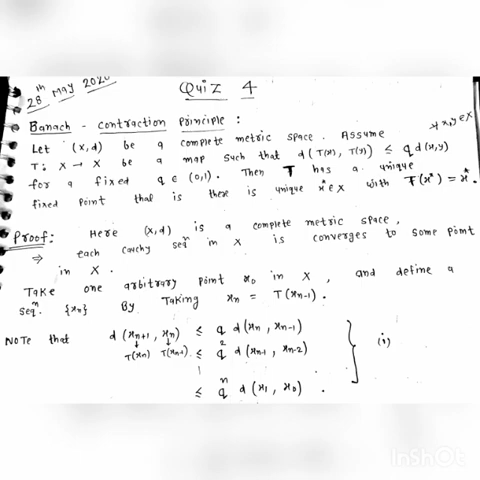 28th May 2020
Quiz 4
Banach - contraction principle :
Let (X,d) be a complete metric space. Assume
T: X → X be a map such that d(T(x), T(y)) ≤ q d(x,y) ∀ x,y ∈ X
for a fixed q ∈ (0,1). Then T has a unique
fixed point that is there is unique x* ∈ X with T(x*) = x*.
Proof: Here (X,d) is a complete metric space,
⇒ each cauchy seqn in X is converges to some point
in X.
Take one arbitrary point x0 in X, and define a
seqn. {xn} By taking xn = T(xn-1).
NOTE that d(xn+1, xn) ≤ q d(xn, xn-1)
T(xn) T(xn-1) ≤ q² d(xn-1, xn-2) (i)
≤ qⁿ d(x1, x0).
InShOt